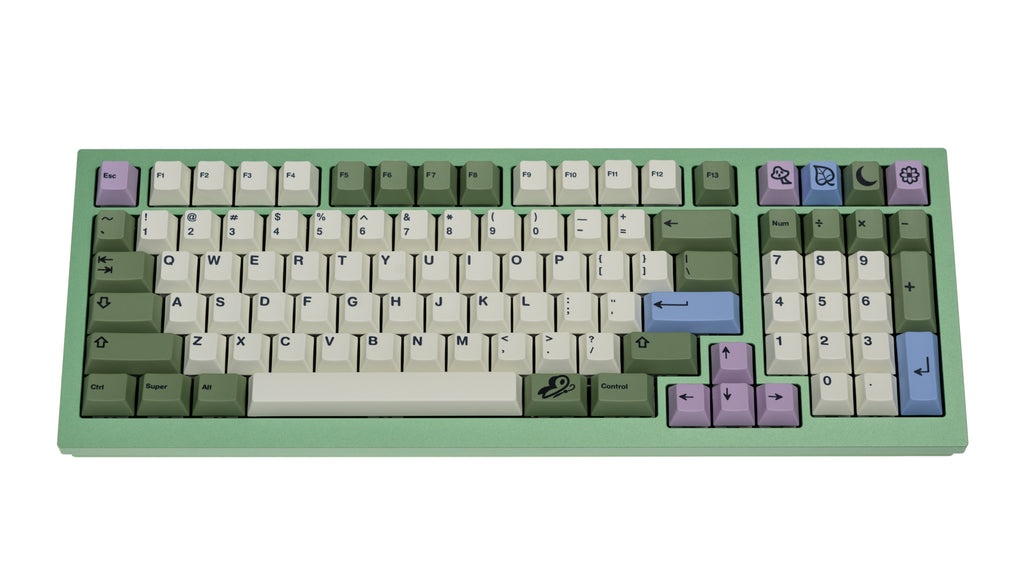 Esc F1 F2 F3 F4 F5 F6 F7 F8 F9 F10 F11 F12 F13
~ ! @ # $ % ^ & * ( ) — + ←
` 1 2 3 4 5 6 7 8 9 0 - = Num ÷ × −
Q W E R T Y U I O P { } | 7 8 9 +
[ ] \
A S D F G H J K L : " 4 5 6
; '
Z X C V B N M < > ? 1 2 3
, . /
Ctrl Super Alt Control 0 .
← ↑ ↓ →